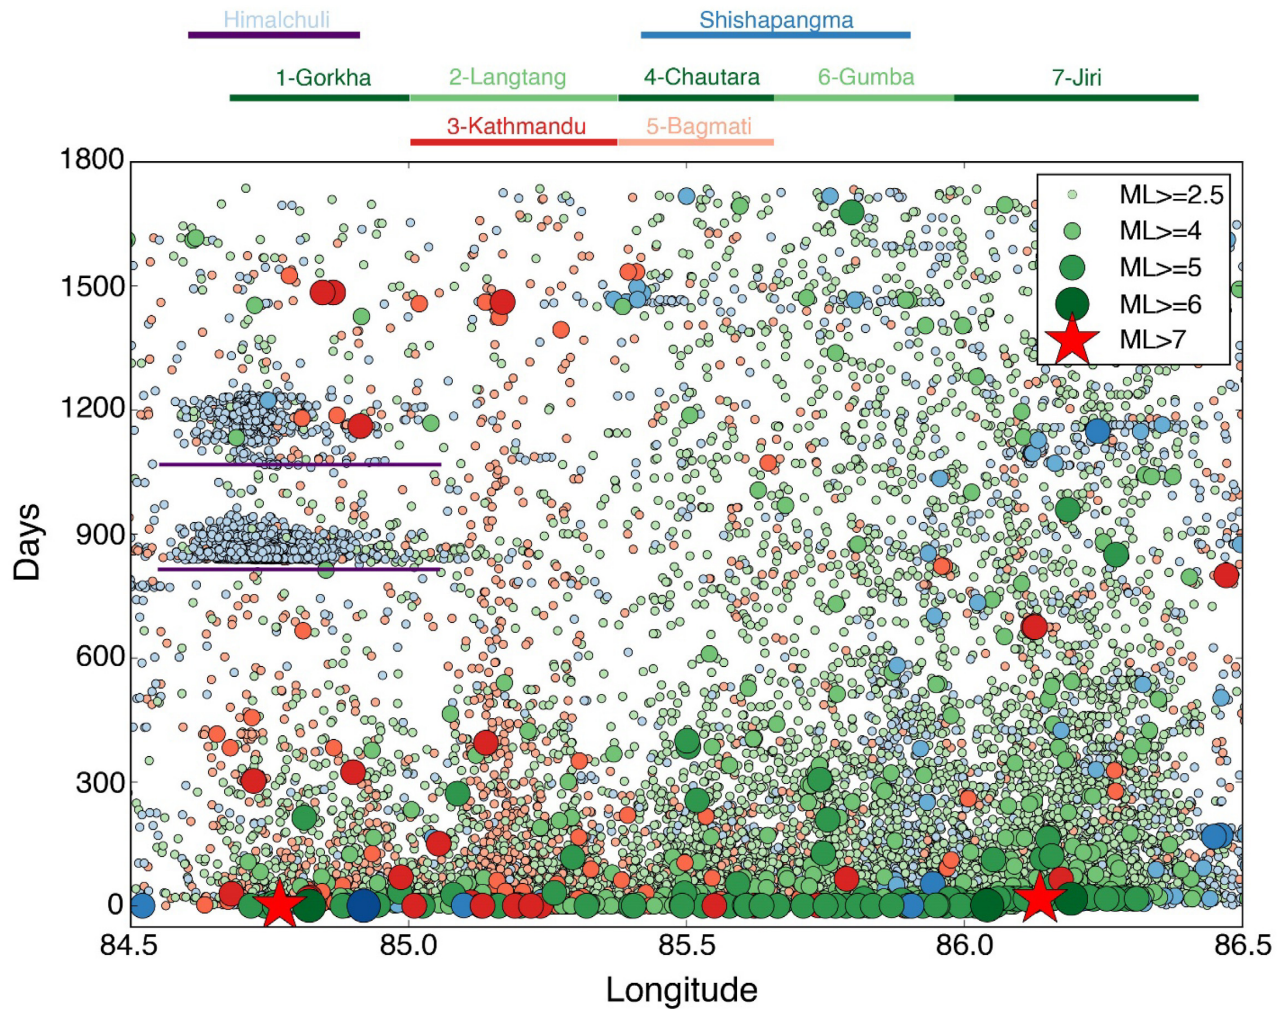 Himalchuli Shishapangma
1-Gorkha 2-Langtang 4-Chautara 6-Gumba 7-Jiri
3-Kathmandu 5-Bagmati
1800
1500
1200
900
600
300
0
Days
ML>=2.5
ML>=4
ML>=5
ML>=6
ML>7
84.5 85.0 85.5 86.0 86.5
Longitude